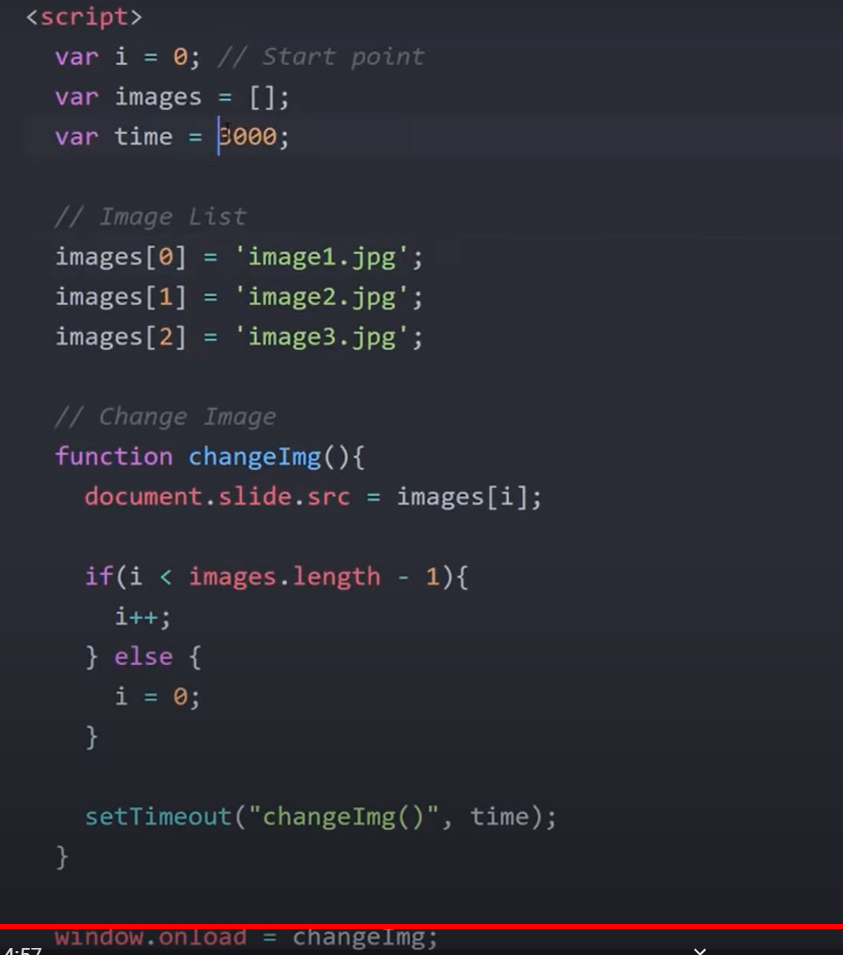 <script>
var i = 0; // Start point
var images = [];
var time = 3000;
// Image List
images[0] = 'image1.jpg';
images[1] = 'image2.jpg';
images[2] = 'image3.jpg';
// Change Image
function changeImg(){
document.slide.src = images[i];
if(i < images.length - 1){
i++;
} else {
i = 0;
}
setTimeout("changeImg()", time);
}
window.onload = changeImg;
4:57